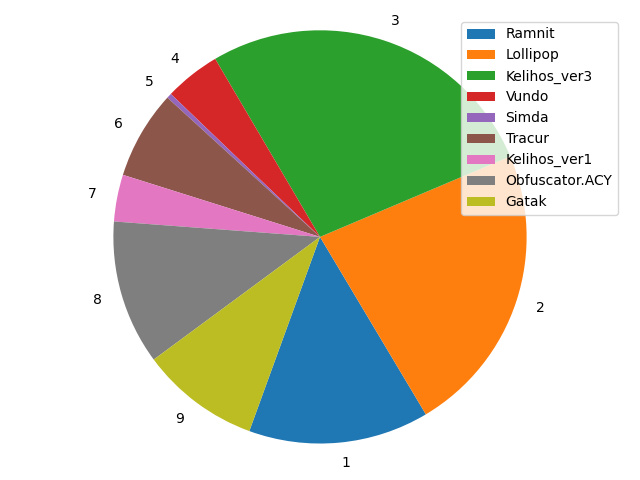 3
4
5
6
7
8
9
1
2
Ramnit
Lollipop
Kelihos_ver3
Vundo
Simda
Tracur
Kelihos_ver1
Obfuscator.ACY
Gatak